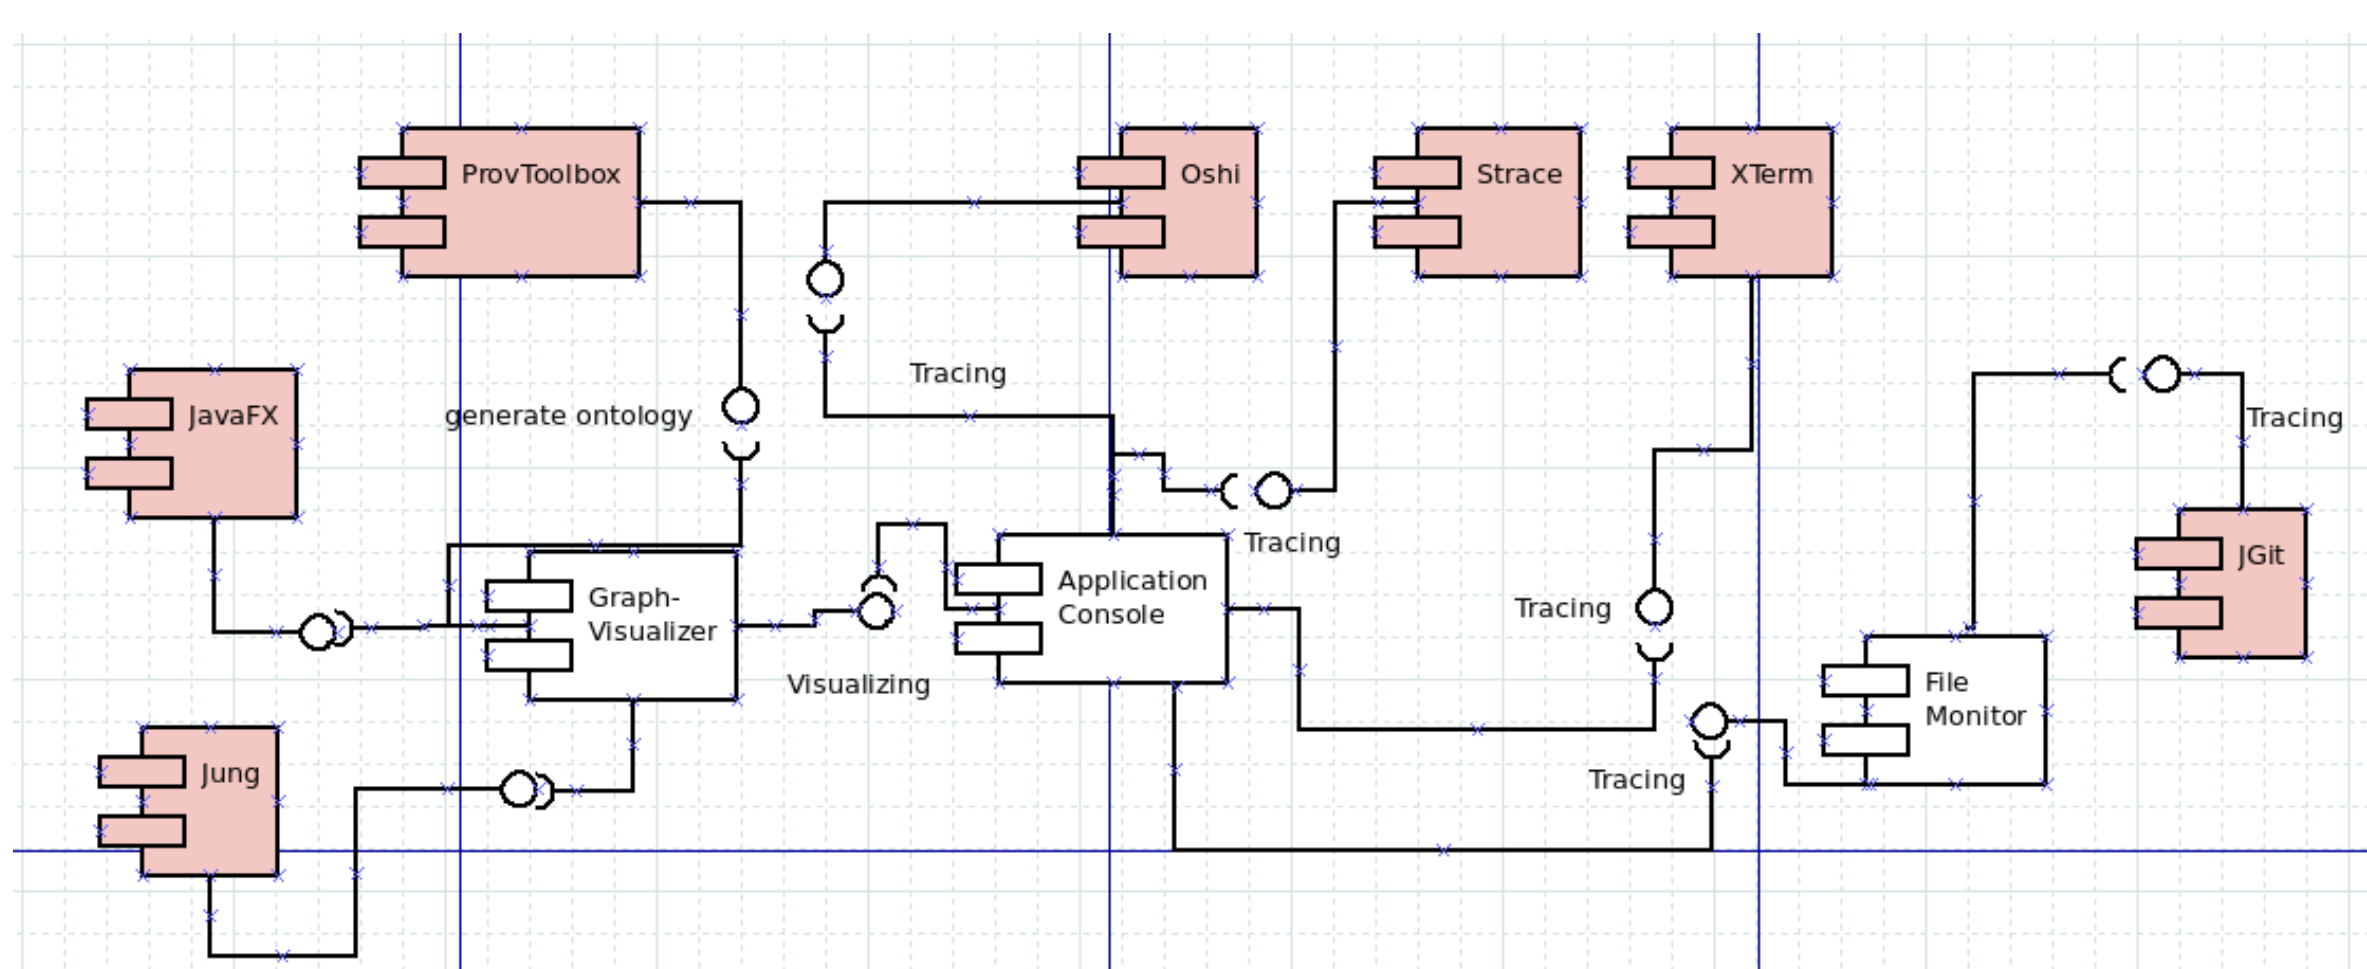 ProvToolbox
Oshi
Strace
XTerm
Tracing
JavaFX
generate ontology
Tracing
Tracing
JGit
Application
Console
Graph-
Visualizer
Tracing
Visualizing
File
Monitor
Jung
Tracing